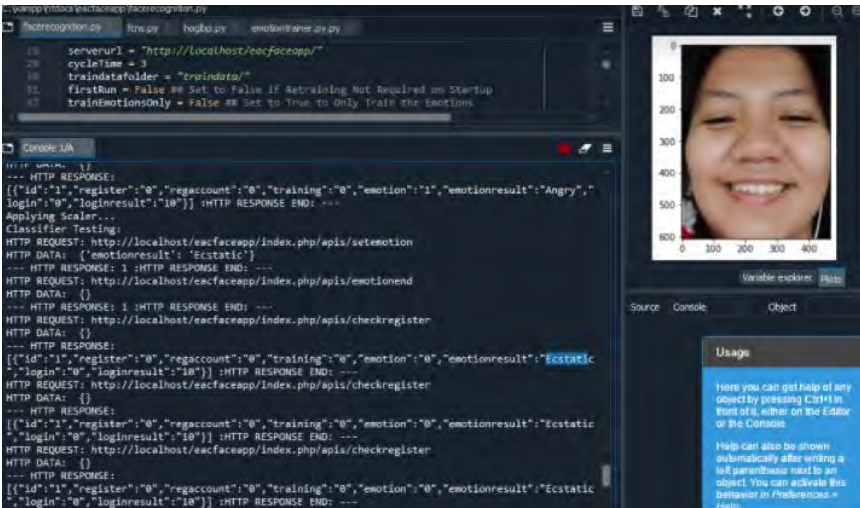 C:\xampp\htdocs\eacfaceapp\facerecognition.py
facerecognition.py fcns.py hogbp.py emotiontrainer.py.py
serverurl = "http://localhost/eacfaceapp/"
cycleTime = 3
traindatafolder = "traindata/"
firstRun = False ## Set to False if Retraining Not Required on Startup
trainEmotionsOnly = False ## Set to True to Only Train the Emotions
Console 1/A
HTTP DATA: {}
--- HTTP RESPONSE:
[{"id":"1","register":"0","regaccount":"0","training":"0","emotion":"1","emotionresult":"Angry","
login":"0","loginresult":"10"}] :HTTP RESPONSE END: ---
Applying Scaler...
Classifier Testing:
HTTP REQUEST: http://localhost/eacfaceapp/index.php/apis/setemotion
HTTP DATA: {'emotionresult': 'Ecstatic'}
--- HTTP RESPONSE: 1 :HTTP RESPONSE END: ---
HTTP REQUEST: http://localhost/eacfaceapp/index.php/apis/emotionend
HTTP DATA: {}
--- HTTP RESPONSE: 1 :HTTP RESPONSE END: ---
HTTP REQUEST: http://localhost/eacfaceapp/index.php/apis/checkregister
HTTP DATA: {}
--- HTTP RESPONSE:
[{"id":"1","register":"0","regaccount":"0","training":"0","emotion":"0","emotionresult":"Ecstatic
","login":"0","loginresult":"10"}] :HTTP RESPONSE END: ---
HTTP REQUEST: http://localhost/eacfaceapp/index.php/apis/checkregister
HTTP DATA: {}
--- HTTP RESPONSE:
[{"id":"1","register":"0","regaccount":"0","training":"0","emotion":"0","emotionresult":"Ecstatic
","login":"0","loginresult":"10"}] :HTTP RESPONSE END: ---
HTTP REQUEST: http://localhost/eacfaceapp/index.php/apis/checkregister
HTTP DATA: {}
--- HTTP RESPONSE:
[{"id":"1","register":"0","regaccount":"0","training":"0","emotion":"0","emotionresult":"Ecstatic
","login":"0","loginresult":"10"}] :HTTP RESPONSE END: ---
0
100
200
300
400
500
600
0 100 200 300 400
Variable explorer Plots
Source Console Object
Usage
Here you can get help of any
object by pressing Ctrl+I in
front of it, either on the Editor
or the Console.
Help can also be shown
automatically after writing a
left parenthesis next to an
object. You can activate this
behavior in Preferences >
Help.